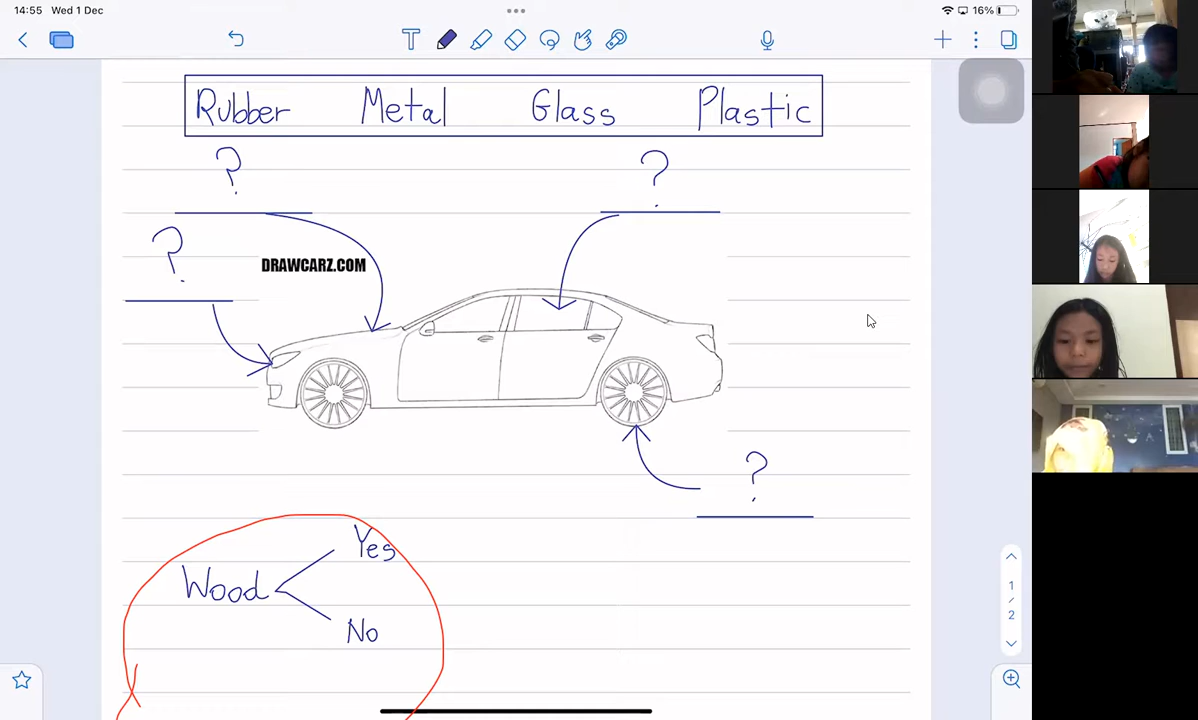 14:55 Wed 1 Dec
16%
T
Rubber Metal Glass Plastic
? ?
?
DRAWCARZ.COM
?
Yes
Wood
No
1
/
2